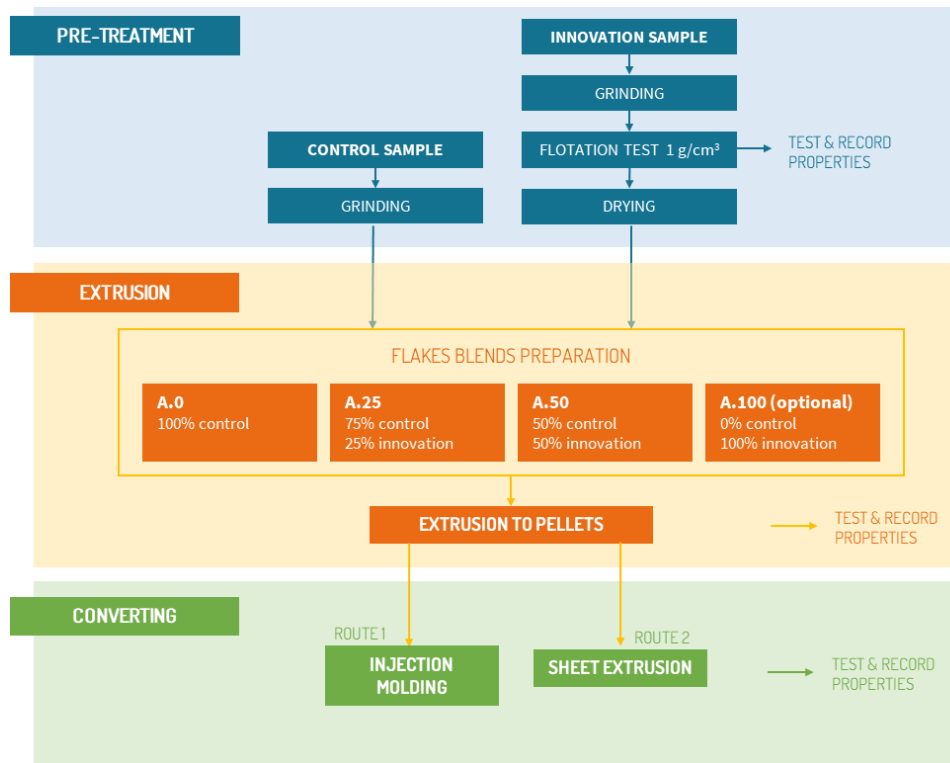 PRE-TREATMENT
INNOVATION SAMPLE
GRINDING
FLOTATION TEST 1 g/cm³
TEST & RECORD
PROPERTIES
CONTROL SAMPLE
GRINDING
DRYING
EXTRUSION
FLAKES BLENDS PREPARATION
A.0
100% control
A.25
75% control
25% innovation
A.50
50% control
50% innovation
A.100 (optional)
0% control
100% innovation
EXTRUSION TO PELLETS
TEST & RECORD
PROPERTIES
CONVERTING
ROUTE 1
INJECTION
MOLDING
ROUTE 2
SHEET EXTRUSION
TEST & RECORD
PROPERTIES